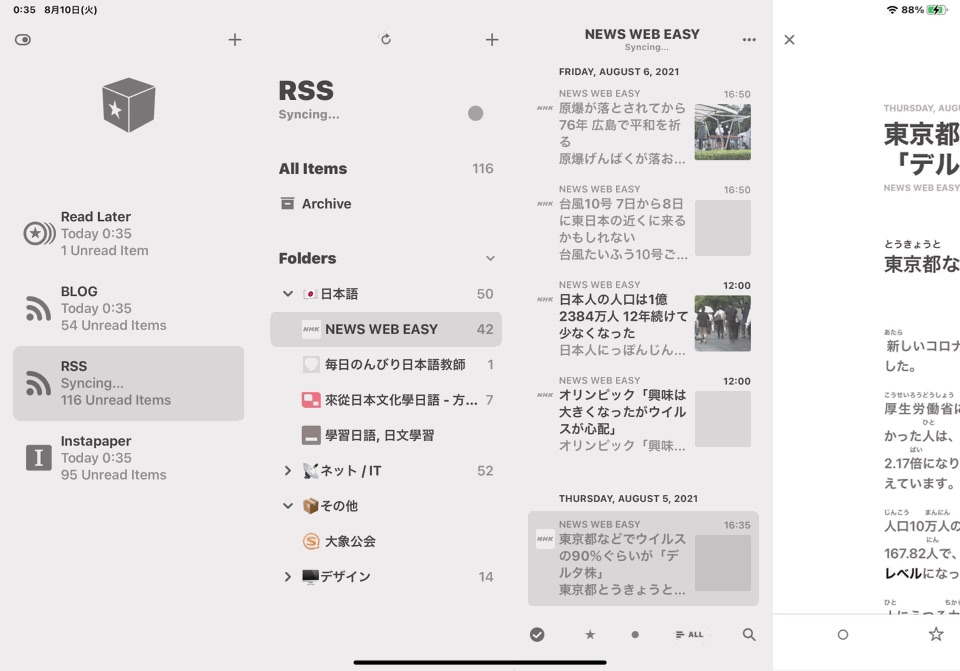 0:35 8月10日(火)
88%
Read Later
Today 0:35
1 Unread Item
BLOG
Today 0:35
54 Unread Items
RSS
Syncing...
116 Unread Items
Instapaper
Today 0:35
95 Unread Items
RSS
Syncing...
All Items 116
Archive
Folders
日本語 50
NHK NEWS WEB EASY 42
毎日のんびり日本語教師 1
來從日本文化學日語 - 方... 7
學習日語, 日文學習
ネット / IT 52
その他
大象公会
デザイン 14
NEWS WEB EASY
Syncing...
FRIDAY, AUGUST 6, 2021
NEWS WEB EASY 16:50
NHK 原爆が落とされてから
76年 広島で平和を祈
る
原爆げんばくが落お...
NEWS WEB EASY 16:50
NHK 台風10号 7日から8日
に東日本の近くに来る
かもしれない
台風たいふう10号ご...
NEWS WEB EASY 12:00
NHK 日本人の人口は1億
2384万人 12年続けて
少なくなった
日本人にっぽんじん...
NEWS WEB EASY 12:00
NHK オリンピック「興味は
大きくなったがウイル
スが心配」
オリンピック「興味...
THURSDAY, AUGUST 5, 2021
NEWS WEB EASY 16:35
NHK 東京都などでウイルス
の90%ぐらいが「デ
ルタ株」
東京都とうきょうと...
ALL
THURSDAY, AUGU
東京都
「デル
NEWS WEB EASY
とうきょうと
東京都な
あたら
新しいコロナ
した。
こうせいろうどうしょう
厚生労働省に
ひと
かった人は、
ばい
2.17倍になり
えています。
じんこう まんにん
人口10万人の
にん
167.82人で、
レベルになっ
ひと ちか